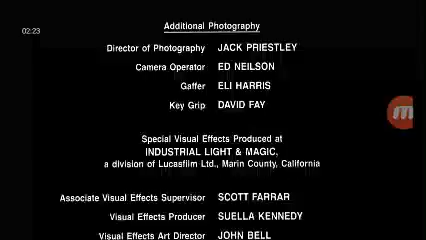 02:23
Additional Photography
Director of Photography JACK PRIESTLEY
Camera Operator ED NEILSON
Gaffer ELI HARRIS
Key Grip DAVID FAY
Special Visual Effects Produced at
INDUSTRIAL LIGHT & MAGIC,
a division of Lucasfilm Ltd., Marin County, California
Associate Visual Effects Supervisor SCOTT FARRAR
Visual Effects Producer SUELLA KENNEDY
Visual Effects Art Director JOHN BELL